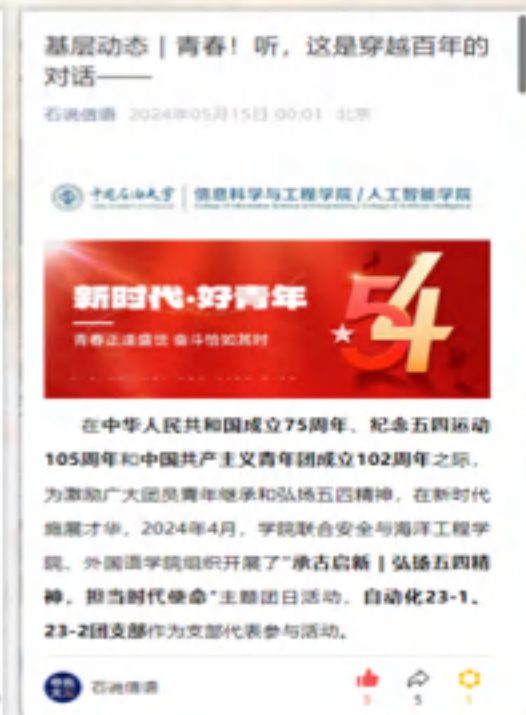 基层动态 | 青春！听，这是穿越百年的
对话——
2024年05月15日 00:01 北京
中国石油大学 | 信息科学与工程学院/人工智能学院
新时代·好青年
54
青春正逢盛世 奋斗恰如其时
在中华人民共和国成立75周年、纪念五四运动
105周年和中国共产主义青年团成立102周年之际，
为激励广大团员青年继承和弘扬五四精神，在新时代
施展才华，2024年4月，学院联合安全与海洋工程学
院、外国语学院组织开展了“承古启新 | 弘扬五四精
神，担当时代使命”主题团日活动，自动化23-1、
23-2团支部作为支部代表参与活动。
3
5
1